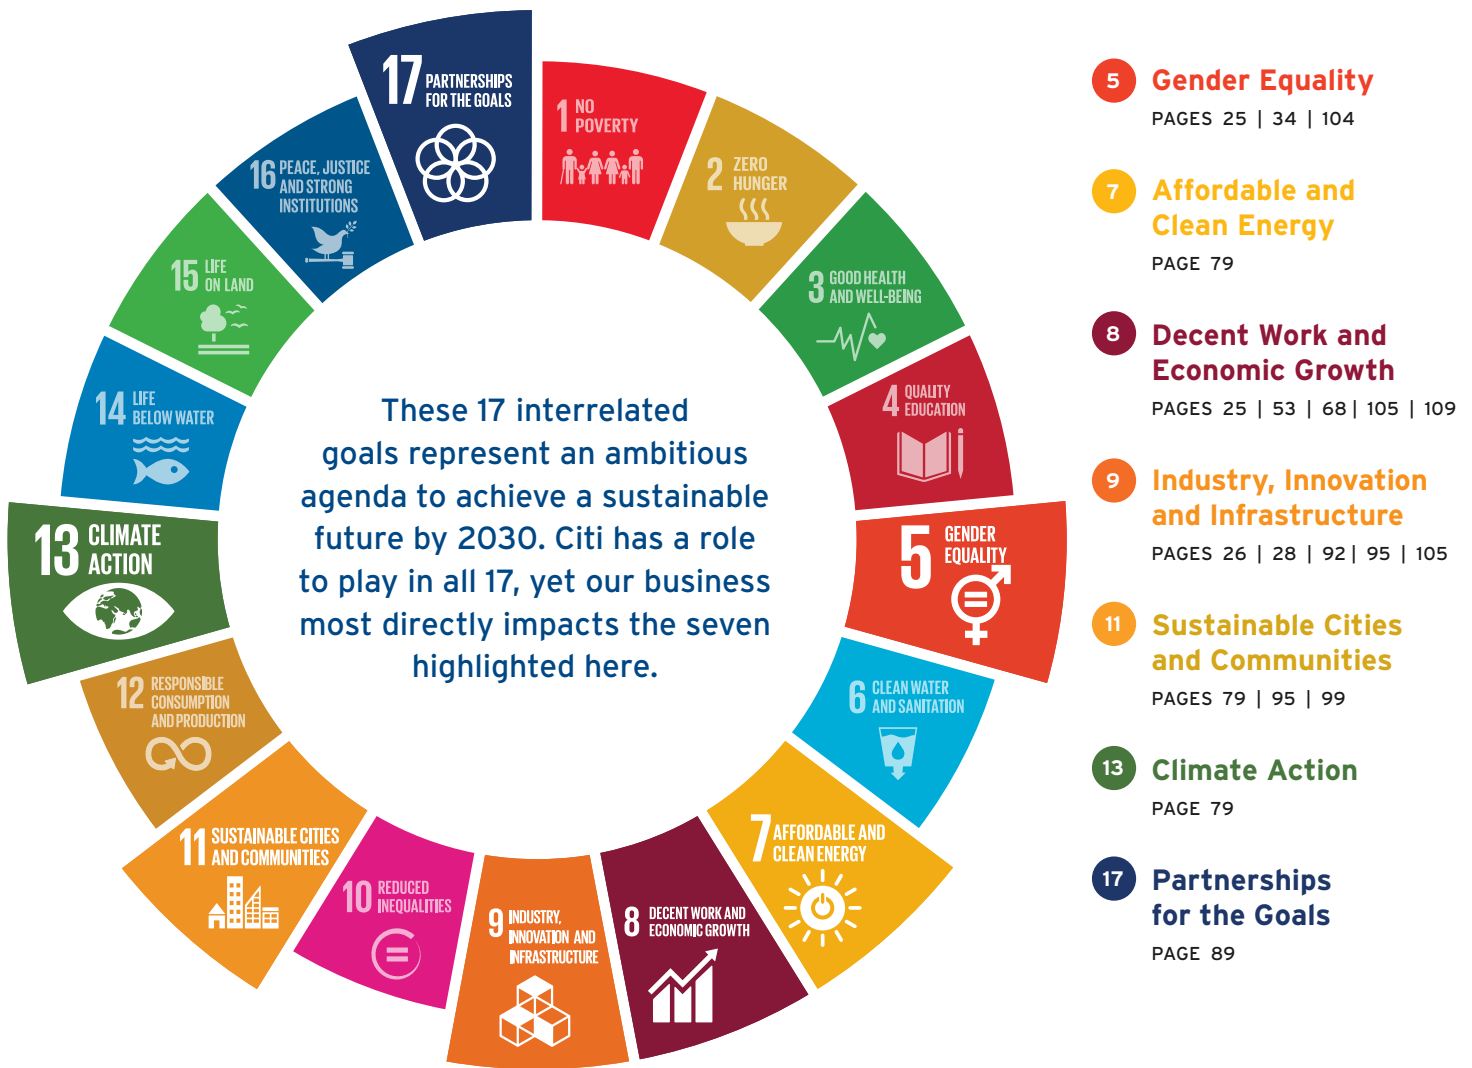 17 PARTNERSHIPS
FOR THE GOALS
1 NO
POVERTY
2 ZERO
HUNGER
3 GOOD HEALTH
AND WELL-BEING
4 QUALITY
EDUCATION
5 GENDER
EQUALITY
6 CLEAN WATER
AND SANITATION
7 AFFORDABLE AND
CLEAN ENERGY
8 DECENT WORK AND
ECONOMIC GROWTH
9 INDUSTRY,
INNOVATION AND
INFRASTRUCTURE
10 REDUCED
INEQUALITIES
11 SUSTAINABLE CITIES
AND COMMUNITIES
12 RESPONSIBLE
CONSUMPTION
AND PRODUCTION
13 CLIMATE
ACTION
14 LIFE
BELOW WATER
15 LIFE
ON LAND
16 PEACE, JUSTICE
AND STRONG
INSTITUTIONS
These 17 interrelated
goals represent an ambitious
agenda to achieve a sustainable
future by 2030. Citi has a role
to play in all 17, yet our business
most directly impacts the seven
highlighted here.
5 Gender Equality
PAGES 25 | 34 | 104
7 Affordable and
Clean Energy
PAGE 79
8 Decent Work and
Economic Growth
PAGES 25 | 53 | 68 | 105 | 109
9 Industry, Innovation
and Infrastructure
PAGES 26 | 28 | 92 | 95 | 105
11 Sustainable Cities
and Communities
PAGES 79 | 95 | 99
13 Climate Action
PAGE 79
17 Partnerships
for the Goals
PAGE 89